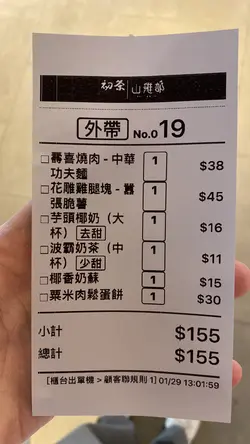 初茶 山雅部
外帶 No.019
□壽喜燒肉-中華 1 $38
功夫麵
□花雕雞腿塊-囂 1 $45
張脆薯
□芋頭椰奶（大 1 $16
杯）去甜
□波霸奶茶（中 1 $11
杯）少甜
□椰香奶蘇 1 $15
□粟米肉鬆蛋餅 1 $30
小計 $155
總計 $155
[櫃台出單機 > 顧客聯規則 1] 01/29 13:01:59